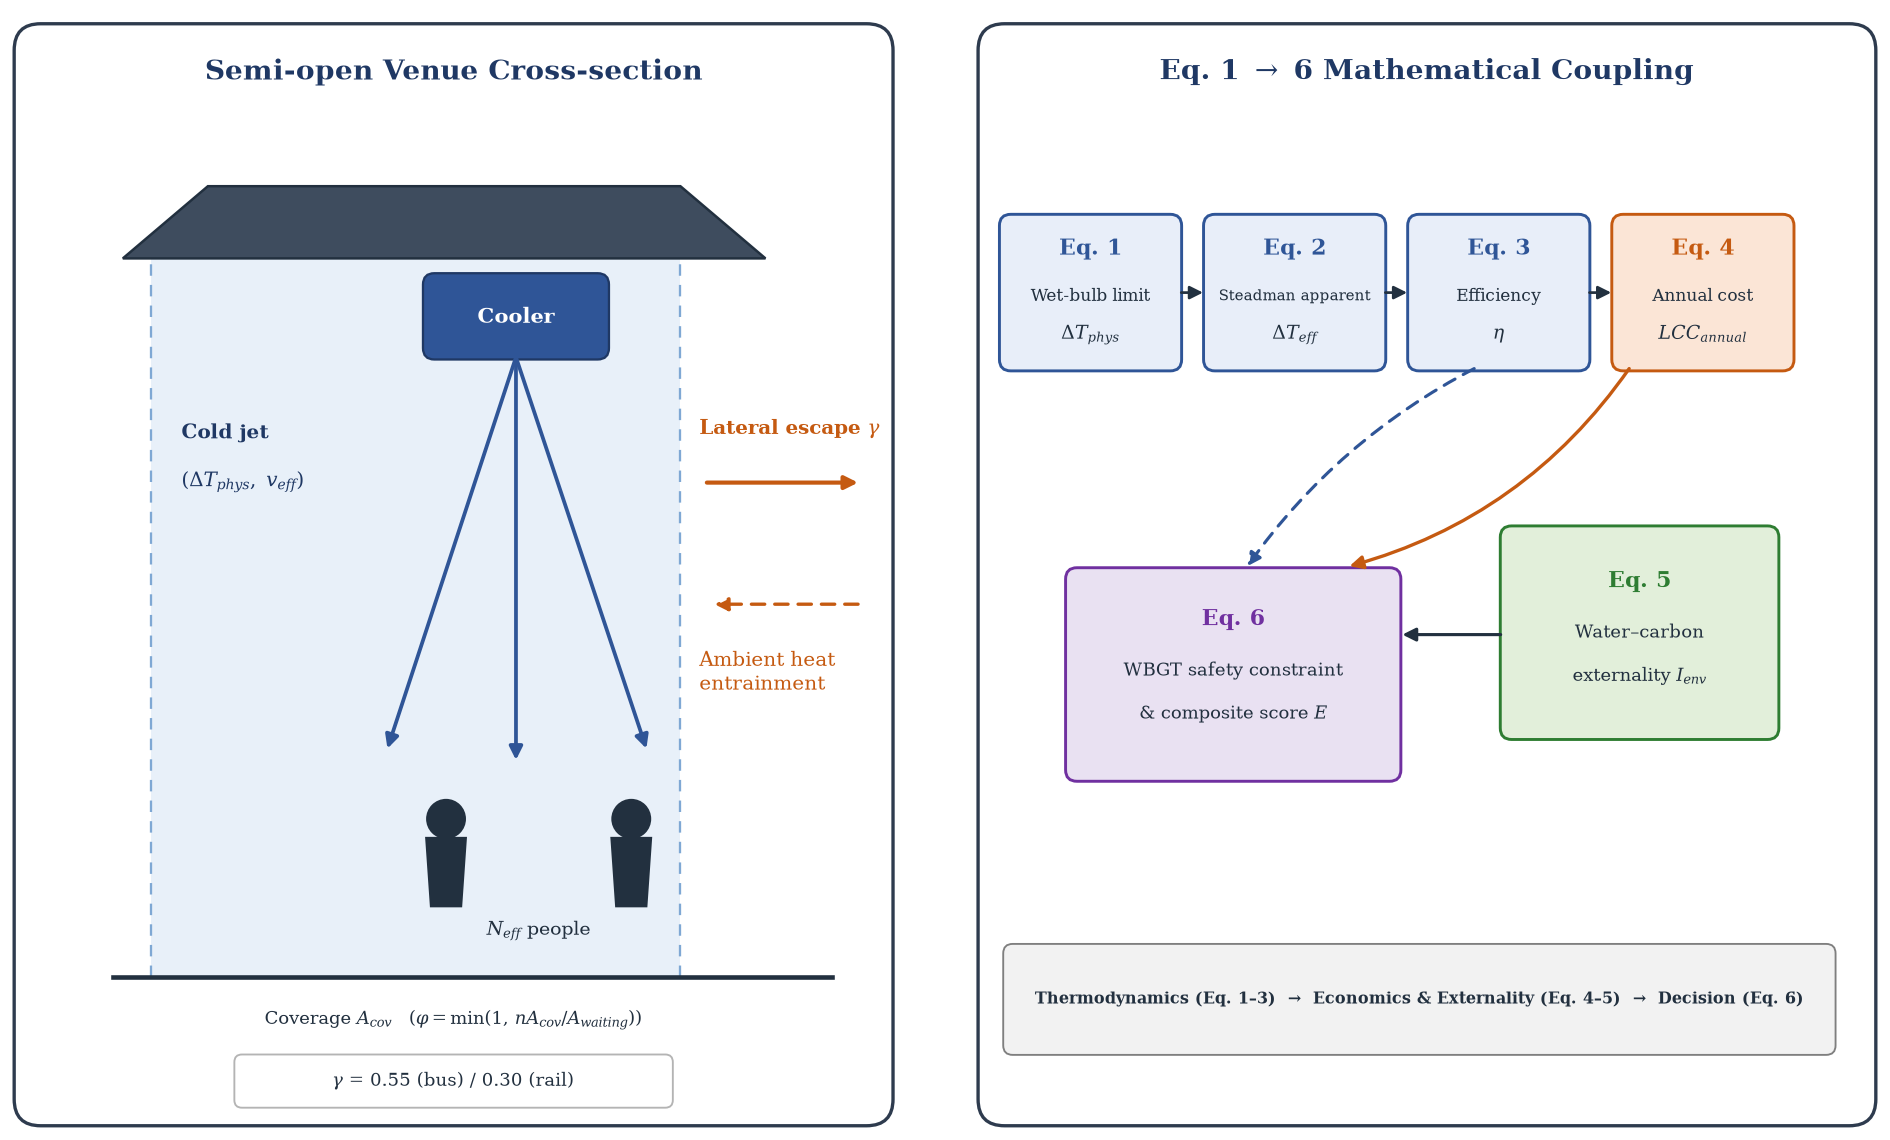 Semi-open Venue Cross-section
Cooler
Cold jet
(ΔT_phys, v_eff)
Lateral escape γ
Ambient heat
entrainment
N_eff people
Coverage A_cov (φ = min(1, nA_cov/A_waiting))
γ = 0.55 (bus) / 0.30 (rail)
Eq. 1 → 6 Mathematical Coupling
Eq. 1
Wet-bulb limit
ΔT_phys
Eq. 2
Steadman apparent
ΔT_eff
Eq. 3
Efficiency
η
Eq. 4
Annual cost
LCC_annual
Eq. 5
Water–carbon
externality I_env
Eq. 6
WBGT safety constraint
& composite score E
Thermodynamics (Eq. 1–3) → Economics & Externality (Eq. 4–5) → Decision (Eq. 6)